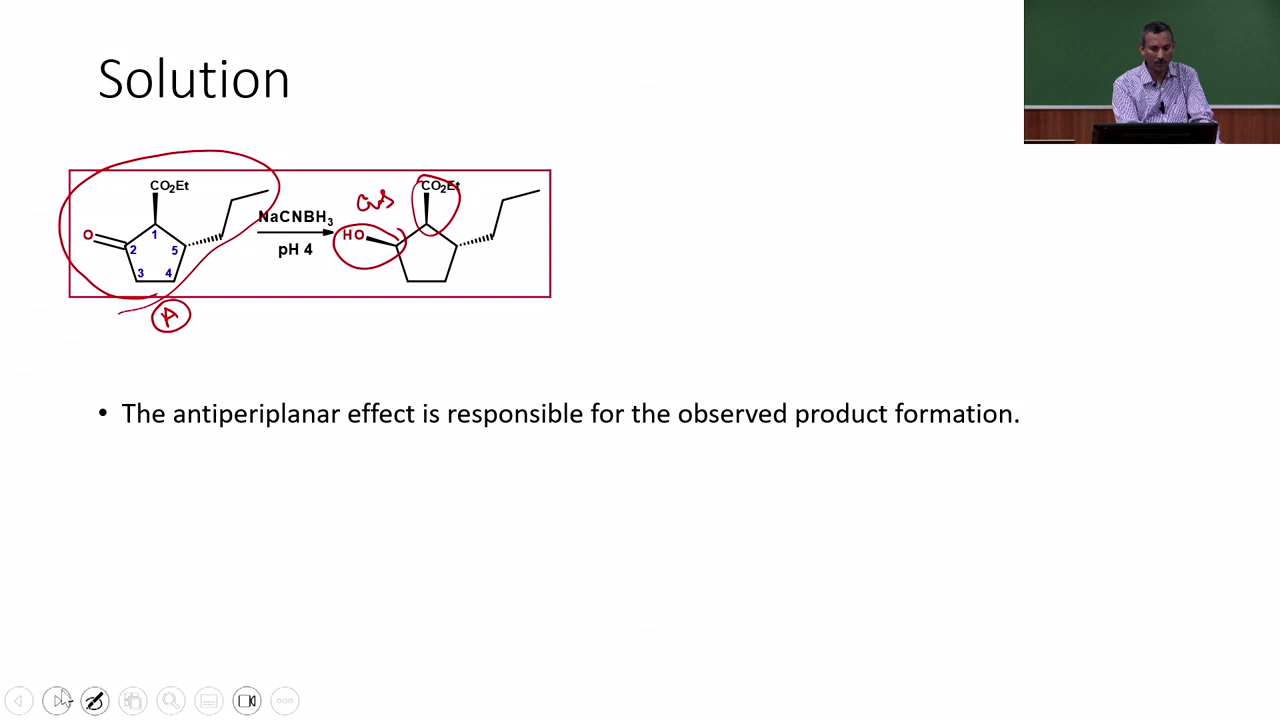 Solution
CO2Et
O
1
2
5
3
4
NaCNBH3
pH 4
cis
HO
CO2Et
A
• The antiperiplanar effect is responsible for the observed product formation.